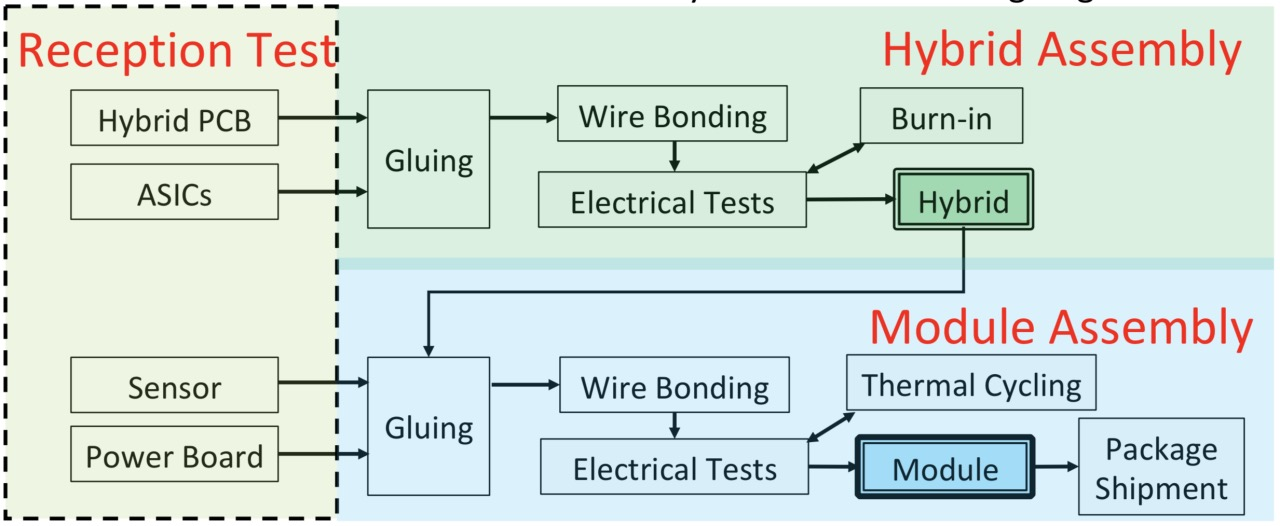 Reception Test
Hybrid Assembly
Hybrid PCB
ASICs
Gluing
Wire Bonding
Burn-in
Electrical Tests
Hybrid
Module Assembly
Sensor
Power Board
Gluing
Wire Bonding
Thermal Cycling
Electrical Tests
Module
Package
Shipment